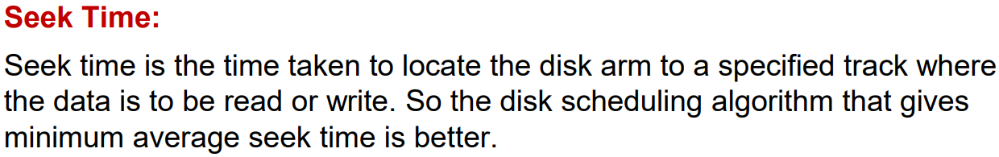 Seek Time:
Seek time is the time taken to locate the disk arm to a specified track where
the data is to be read or write. So the disk scheduling algorithm that gives
minimum average seek time is better.